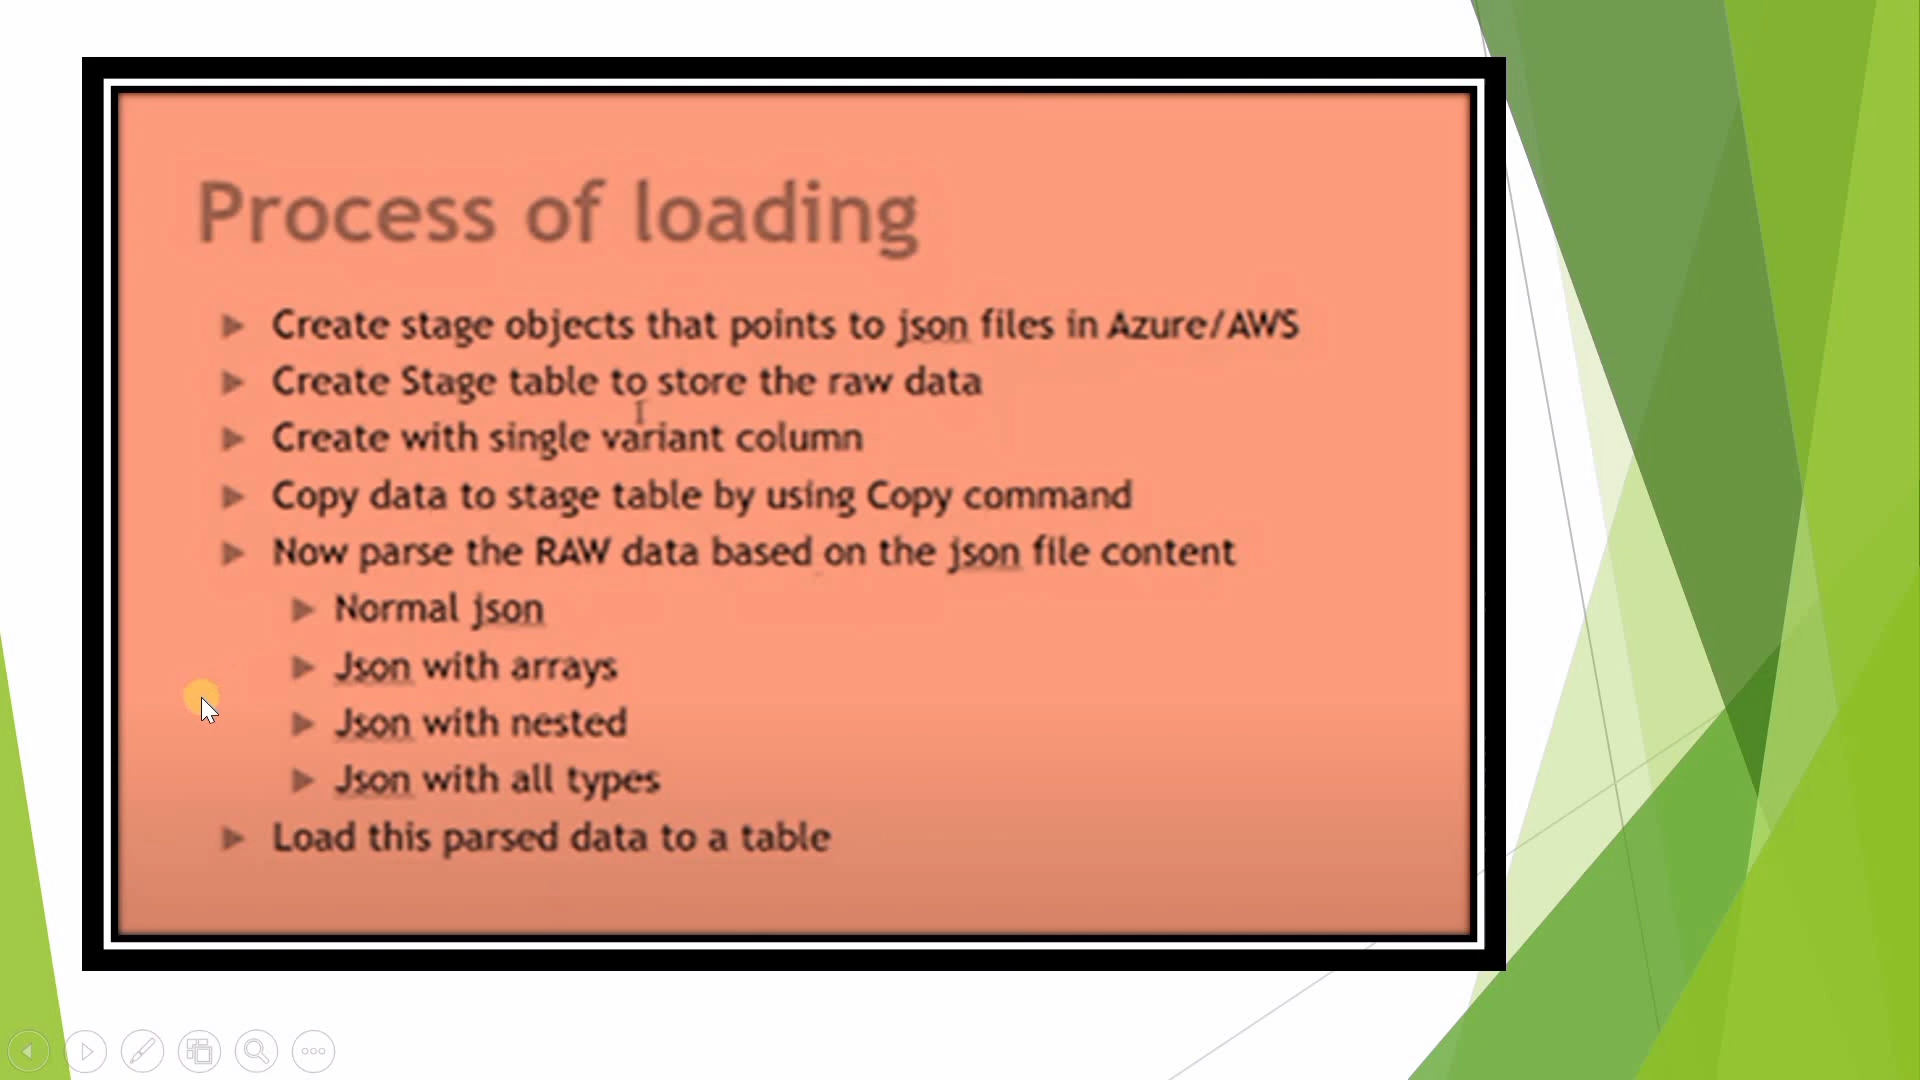 Process of loading
Create stage objects that points to json files in Azure/AWS
Create Stage table to store the raw data
Create with single variant column
Copy data to stage table by using Copy command
Now parse the RAW data based on the json file content
Normal json
Json with arrays
Json with nested
Json with all types
Load this parsed data to a table